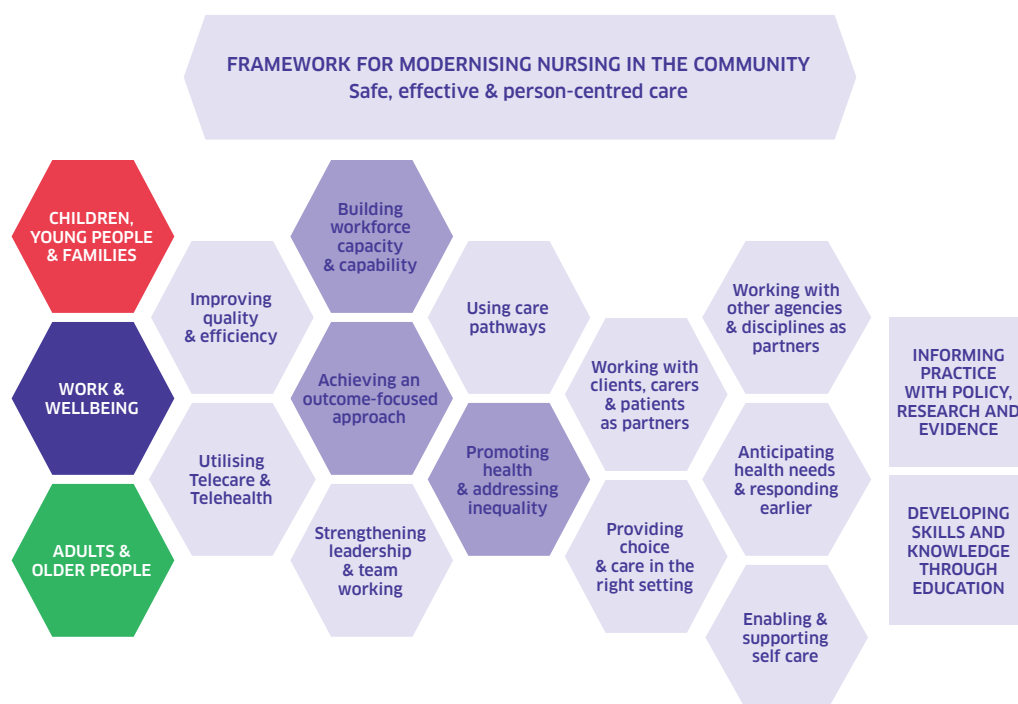 FRAMEWORK FOR MODERNISING NURSING IN THE COMMUNITY
Safe, effective & person-centred care
CHILDREN,
YOUNG PEOPLE
& FAMILIES
WORK &
WELLBEING
ADULTS &
OLDER PEOPLE
Improving
quality
& efficiency
Utilising
Telecare &
Telehealth
Building
workforce
capacity
& capability
Achieving an
outcome-focused
approach
Strengthening
leadership
& team
working
Using care
pathways
Promoting
health
& addressing
inequality
Working with
clients, carers
& patients
as partners
Providing
choice
& care in the
right setting
Working with
other agencies
& disciplines as
partners
Anticipating
health needs
& responding
earlier
Enabling &
supporting
self care
INFORMING
PRACTICE
WITH POLICY,
RESEARCH AND
EVIDENCE
DEVELOPING
SKILLS AND
KNOWLEDGE
THROUGH
EDUCATION